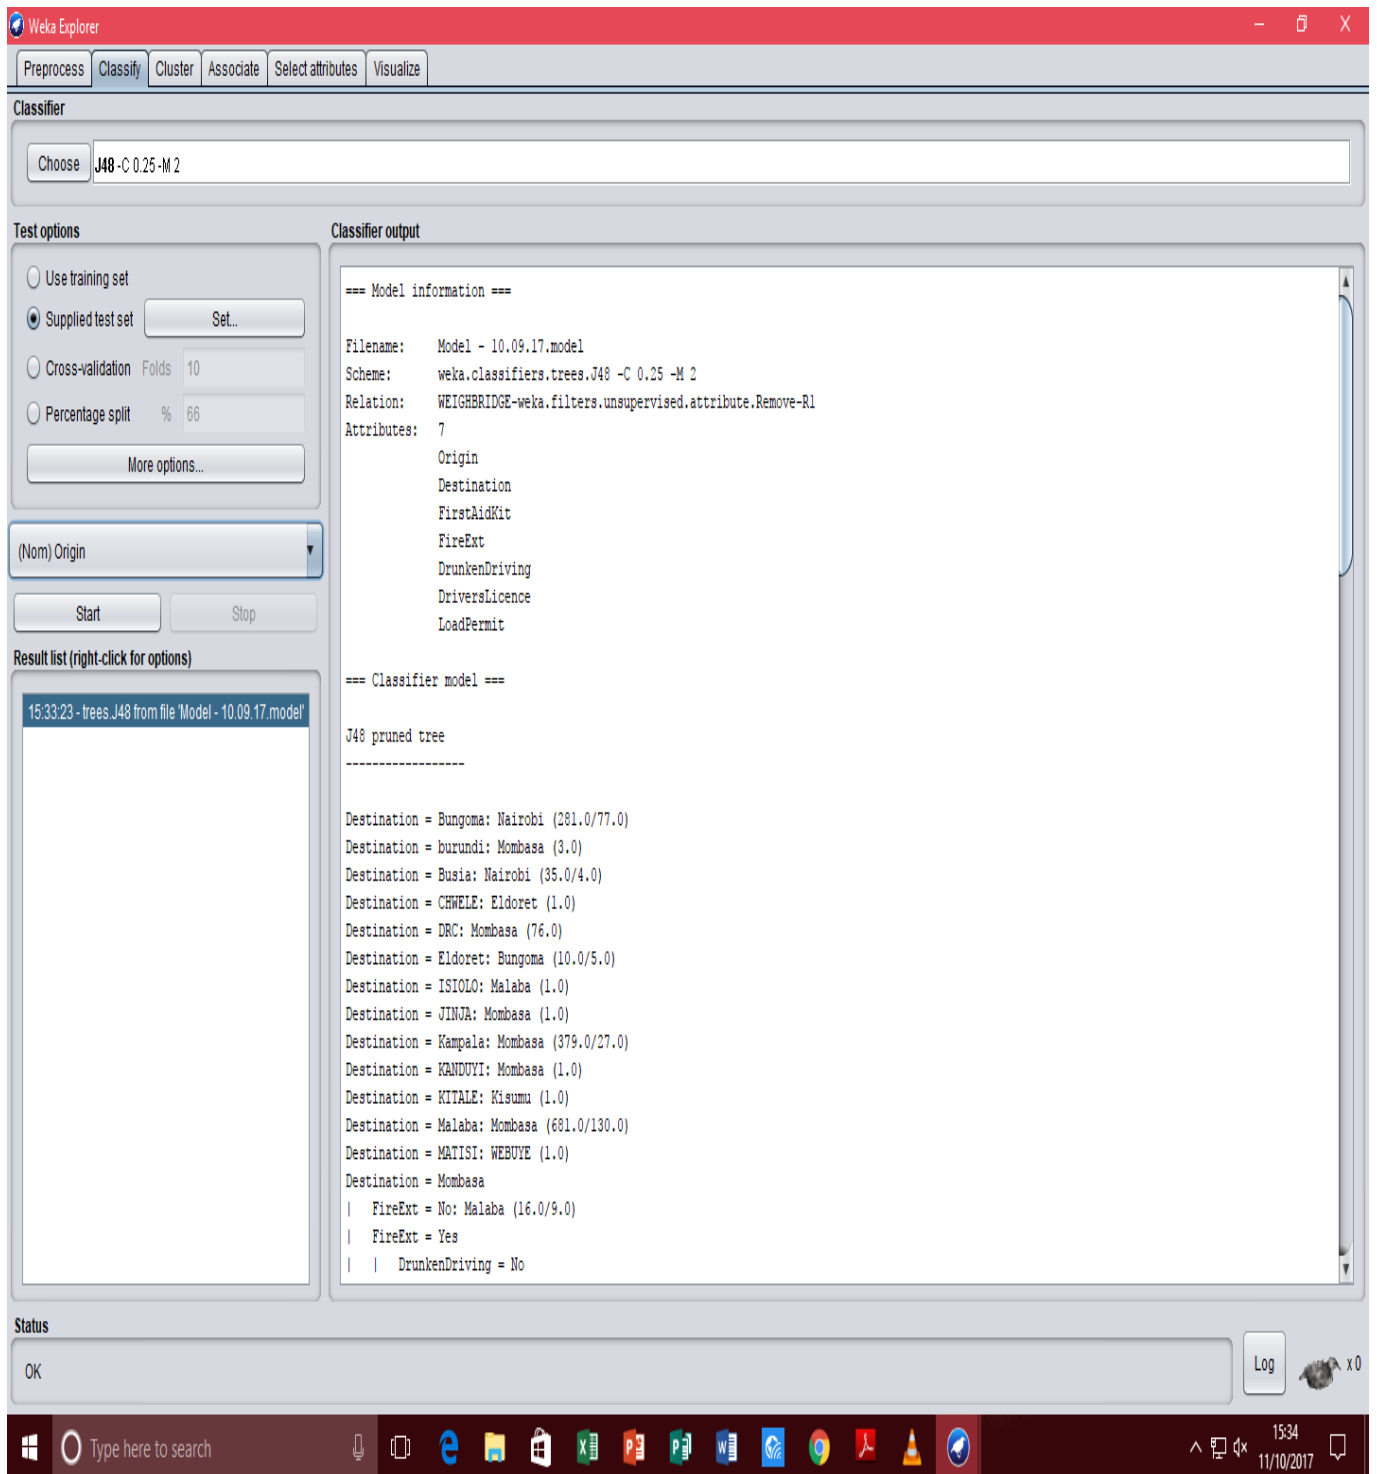 Weka Explorer
Preprocess Classify Cluster Associate Select attributes Visualize
Classifier
Choose J48 -C 0.25 -M 2
Test options
Use training set
Supplied test set Set...
Cross-validation Folds 10
Percentage split % 66
More options...
(Nom) Origin
Start Stop
Result list (right-click for options)
15:33:23 - trees.J48 from file 'Model - 10.09.17.model'
Classifier output
=== Model information ===
Filename: Model - 10.09.17.model
Scheme: weka.classifiers.trees.J48 -C 0.25 -M 2
Relation: WEIGHBRIDGE-weka.filters.unsupervised.attribute.Remove-R1
Attributes: 7
Origin
Destination
FirstAidKit
FireExt
DrunkenDriving
DriversLicence
LoadPermit
=== Classifier model ===
J48 pruned tree
------------------
Destination = Bungoma: Nairobi (281.0/77.0)
Destination = burundi: Mombasa (3.0)
Destination = Busia: Nairobi (35.0/4.0)
Destination = CHWELE: Eldoret (1.0)
Destination = DRC: Mombasa (76.0)
Destination = Eldoret: Bungoma (10.0/5.0)
Destination = ISIOLO: Malaba (1.0)
Destination = JINJA: Mombasa (1.0)
Destination = Kampala: Mombasa (379.0/27.0)
Destination = KANDUYI: Mombasa (1.0)
Destination = KITALE: Kisumu (1.0)
Destination = Malaba: Mombasa (681.0/130.0)
Destination = MATISI: WEBUYE (1.0)
Destination = Mombasa
| FireExt = No: Malaba (16.0/9.0)
| FireExt = Yes
| | DrunkenDriving = No
Status
OK
Log x 0
Type here to search
15:34
11/10/2017